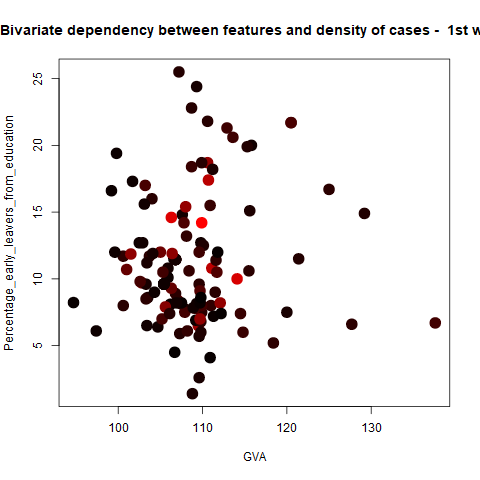 Bivariate dependency between features and density of cases - 1st w
Percentage_early_leavers_from_education
25
20
15
10
5
100 110 120 130
GVA